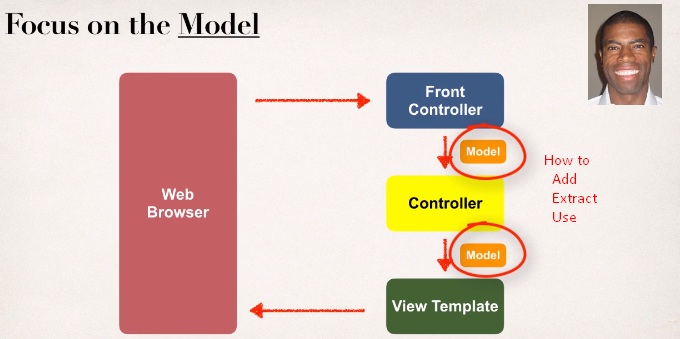 Focus on the Model
Front
Controller
Model
How to
Add
Extract
Use
Web
Browser
Controller
Model
View Template